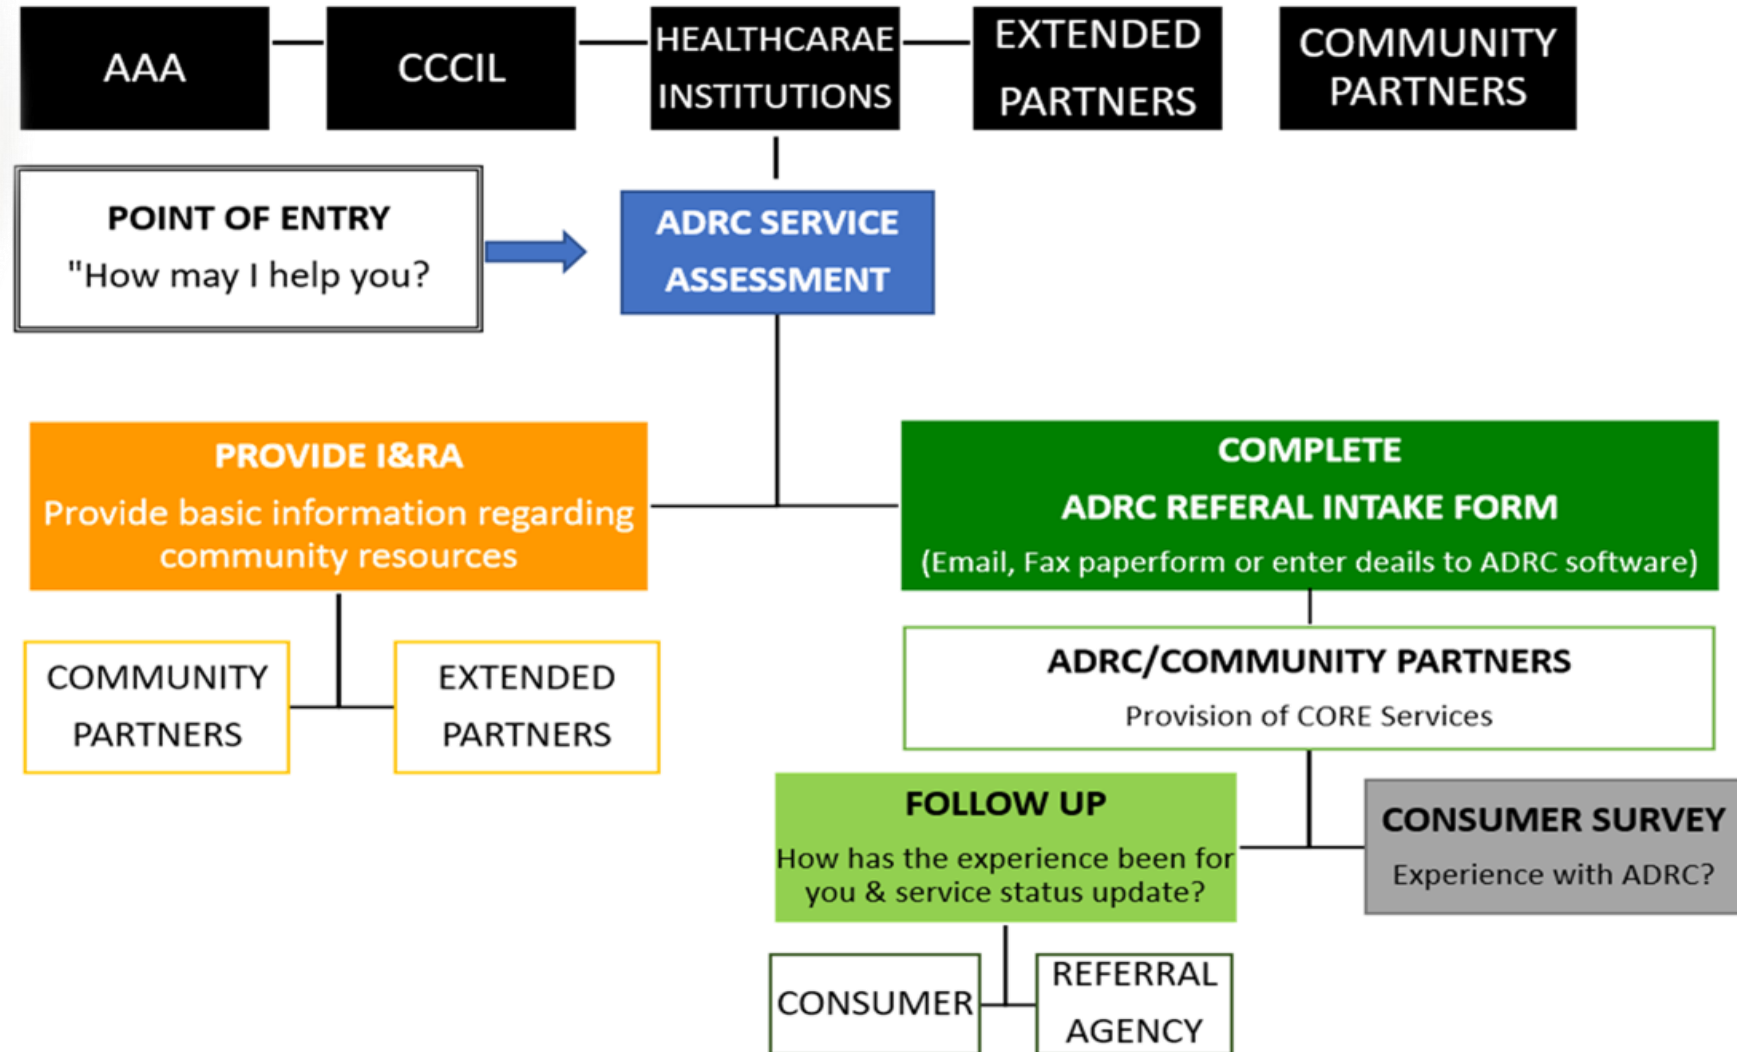 AAA
CCCIL
HEALTHCARAE
INSTITUTIONS
EXTENDED
PARTNERS
COMMUNITY
PARTNERS
POINT OF ENTRY
"How may I help you?
ADRC SERVICE
ASSESSMENT
PROVIDE I&RA
Provide basic information regarding
community resources
COMPLETE
ADRC REFERAL INTAKE FORM
(Email, Fax paperform or enter deails to ADRC software)
COMMUNITY
PARTNERS
EXTENDED
PARTNERS
ADRC/COMMUNITY PARTNERS
Provision of CORE Services
FOLLOW UP
How has the experience been for
you & service status update?
CONSUMER SURVEY
Experience with ADRC?
CONSUMER
REFERRAL
AGENCY